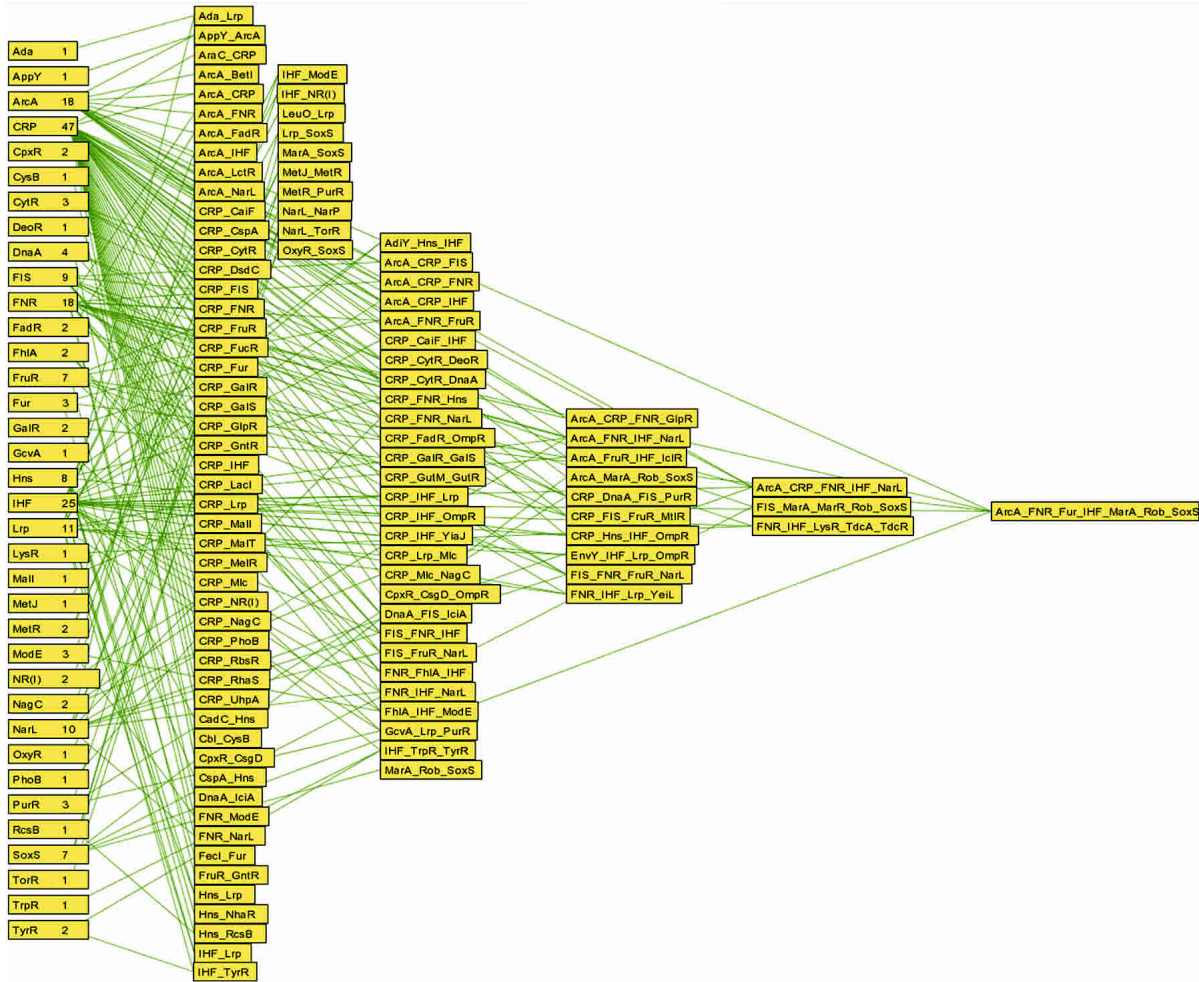 Ada 1
AppY 1
ArcA 18
CRP 47
CpxR 2
CysB 1
CytR 3
DeoR 1
DnaA 4
FIS 9
FNR 18
FadR 2
FhlA 2
FruR 7
Fur 3
GalR 2
GcvA 1
Hns 8
IHF 25
Lrp 11
LysR 1
MalI 1
MetJ 1
MetR 2
ModE 3
NR(I) 2
NagC 2
NarL 10
OxyR 1
PhoB 1
PurR 3
RcsB 1
SoxS 7
TorR 1
TrpR 1
TyrR 2
Ada_Lrp
AppY_ArcA
AraC_CRP
ArcA_BetI
ArcA_CRP
ArcA_FNR
ArcA_FadR
ArcA_IHF
ArcA_LctR
ArcA_NarL
CRP_CaiF
CRP_CspA
CRP_CytR
CRP_DsdC
CRP_FIS
CRP_FNR
CRP_FruR
CRP_FucR
CRP_Fur
CRP_GalR
CRP_GalS
CRP_GlpR
CRP_GntR
CRP_IHF
CRP_LacI
CRP_Lrp
CRP_MalI
CRP_MalT
CRP_MelR
CRP_Mlc
CRP_NR(I)
CRP_NagC
CRP_PhoB
CRP_RbsR
CRP_RhaS
CRP_UhpA
CadC_Hns
Cbl_CysB
CpxR_CsgD
CspA_Hns
DnaA_IciA
FNR_ModE
FNR_NarL
FecI_Fur
FruR_GntR
Hns_Lrp
Hns_NhaR
Hns_RcsB
IHF_Lrp
IHF_TyrR
IHF_ModE
IHF_NR(I)
LeuO_Lrp
Lrp_SoxS
MarA_SoxS
MetJ_MetR
MetR_PurR
NarL_NarP
NarL_TorR
OxyR_SoxS
AdiY_Hns_IHF
ArcA_CRP_FIS
ArcA_CRP_FNR
ArcA_CRP_IHF
ArcA_FNR_FruR
CRP_CaiF_IHF
CRP_CytR_DeoR
CRP_CytR_DnaA
CRP_FNR_Hns
CRP_FNR_NarL
CRP_FadR_OmpR
CRP_GalR_GalS
CRP_GutM_GutR
CRP_IHF_Lrp
CRP_IHF_OmpR
CRP_IHF_YiaJ
CRP_Lrp_Mlc
CRP_Mlc_NagC
CpxR_CsgD_OmpR
DnaA_FIS_IciA
FIS_FNR_IHF
FIS_FruR_NarL
FNR_FhlA_IHF
FNR_IHF_NarL
FhlA_IHF_ModE
GcvA_Lrp_PurR
IHF_TrpR_TyrR
MarA_Rob_SoxS
ArcA_CRP_FNR_GlpR
ArcA_FNR_IHF_NarL
ArcA_FruR_IHF_IclR
ArcA_MarA_Rob_SoxS
CRP_DnaA_FIS_PurR
CRP_FIS_FruR_MtlR
CRP_Hns_IHF_OmpR
EnvY_IHF_Lrp_OmpR
FIS_FNR_FruR_NarL
FNR_IHF_Lrp_YeiL
ArcA_CRP_FNR_IHF_NarL
FIS_MarA_MarR_Rob_SoxS
FNR_IHF_LysR_TdcA_TdcR
ArcA_FNR_Fur_IHF_MarA_Rob_SoxS